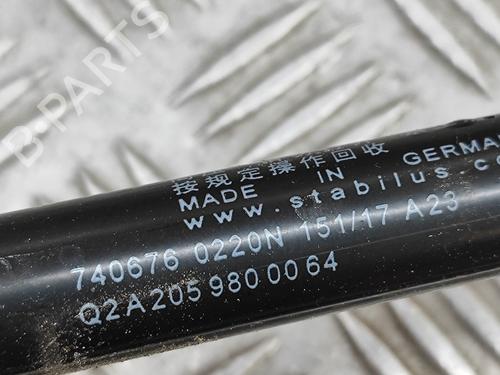 B-PARTS
按规定操作回收
MADE IN GERMAN
www.stabilus.c
740676 0220N 151/17 A23
Q2A 205 980 00 64